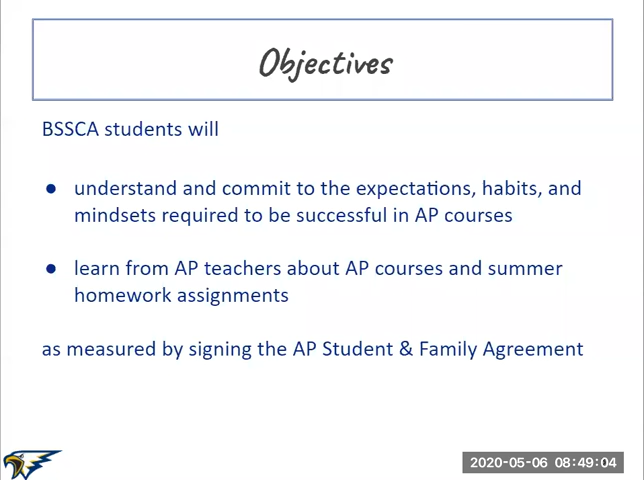 Objectives
BSSCA students will
● understand and commit to the expectations, habits, and
mindsets required to be successful in AP courses
● learn from AP teachers about AP courses and summer
homework assignments
as measured by signing the AP Student & Family Agreement
2020-05-06 08:49:04